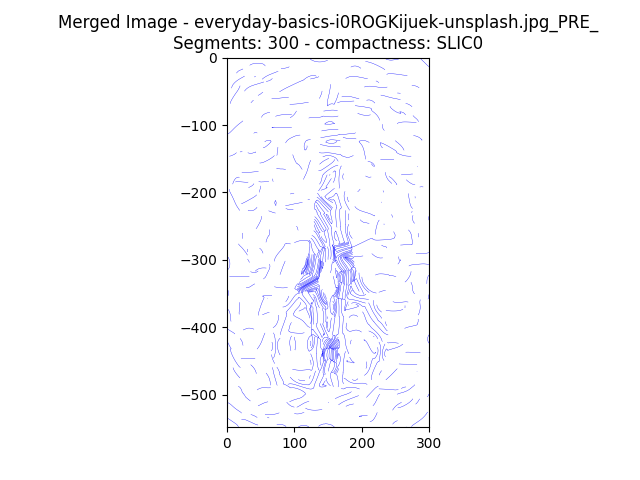 Merged Image - everyday-basics-i0ROGKijuek-unsplash.jpg_PRE_
Segments: 300 - compactness: SLIC0
0
−100
−200
−300
−400
−500
0 100 200 300